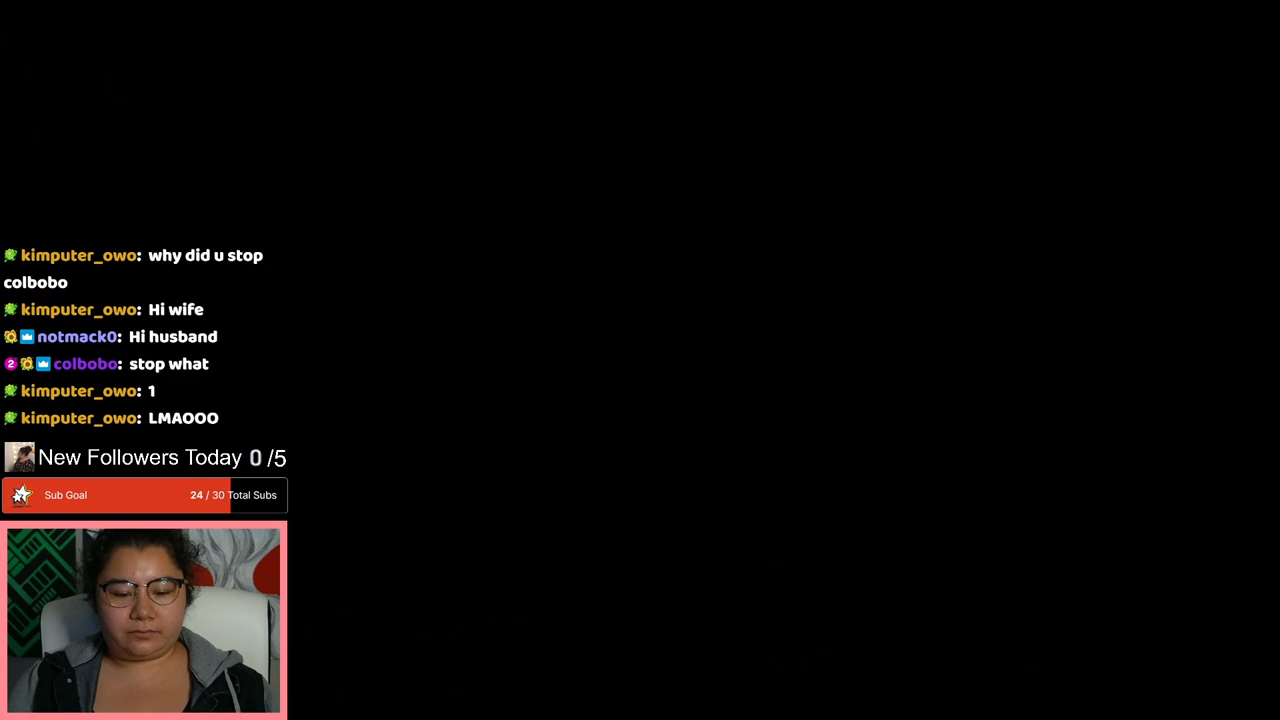 kimputer_owo: why did u stop
colbobo
kimputer_owo: Hi wife
notmack0: Hi husband
2 colbobo: stop what
kimputer_owo: 1
kimputer_owo: LMAOOO
New Followers Today 0 /5
Sub Goal 24 / 30 Total Subs